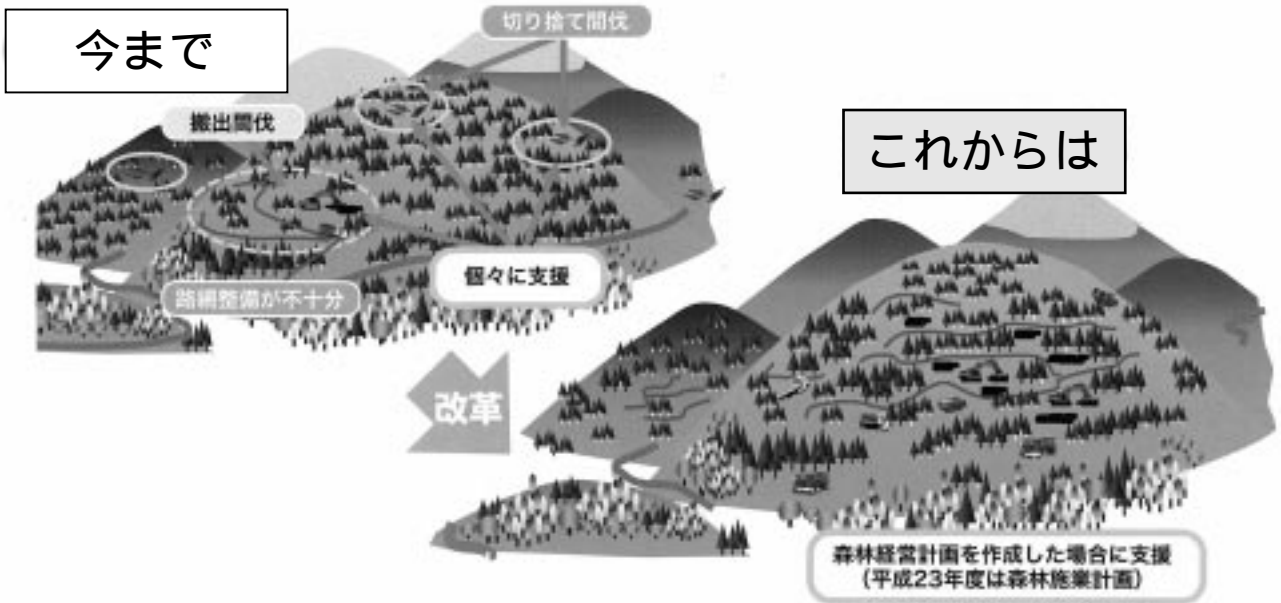 今まで
切り捨て間伐
搬出間伐
路網整備が不十分
個々に支援
改革
これからは
森林経営計画を作成した場合に支援
(平成23年度は森林施業計画)